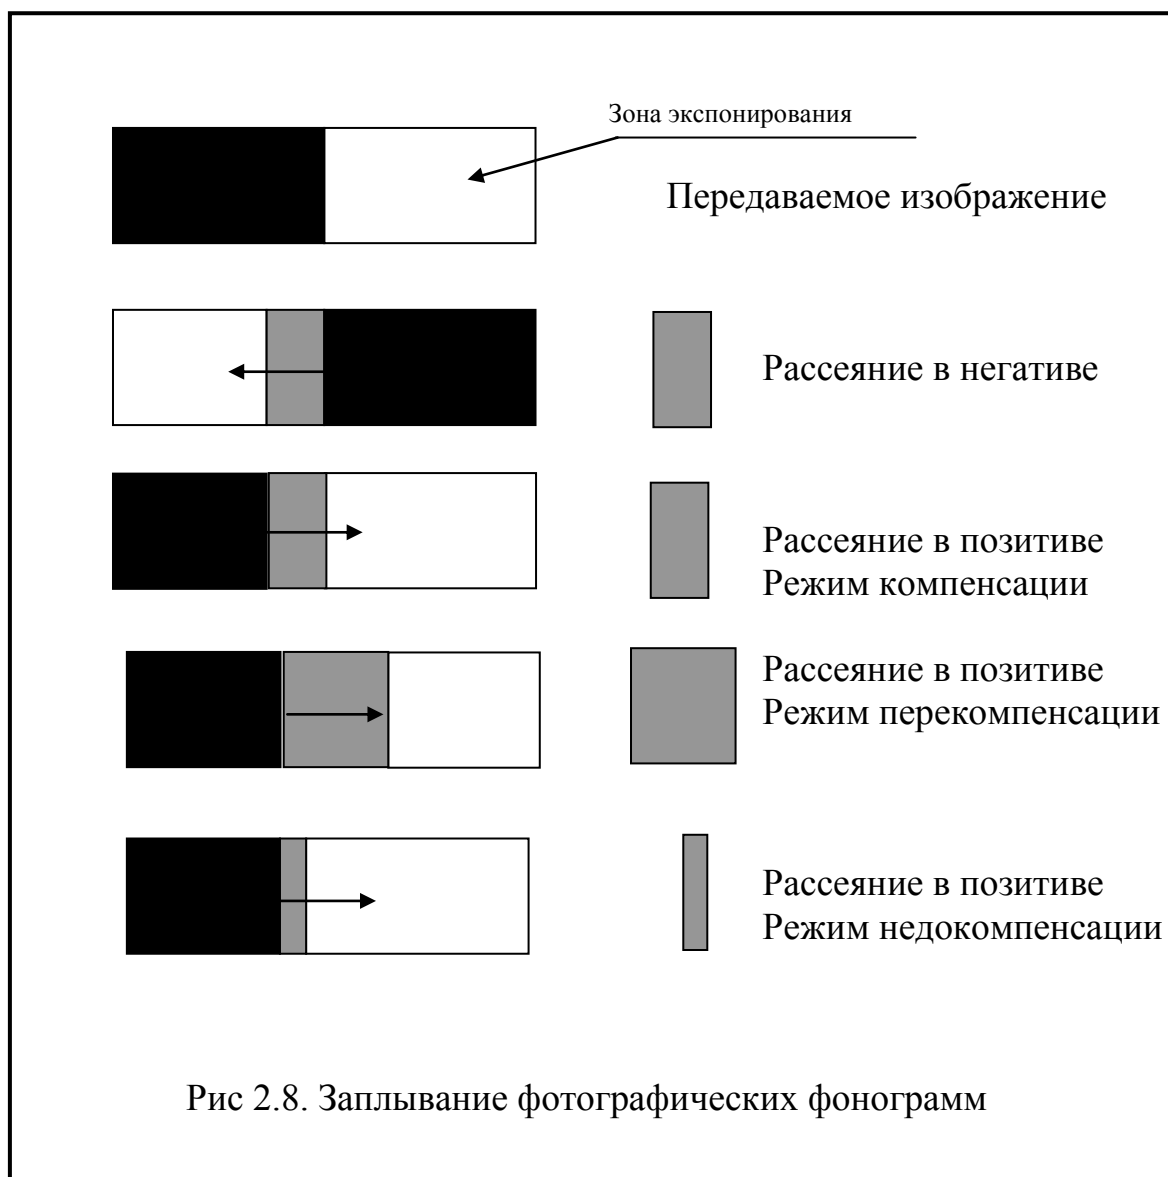 Зона экспонирования
Передаваемое изображение
Рассеяние в негативе
Рассеяние в позитиве
Режим компенсации
Рассеяние в позитиве
Режим перекомпенсации
Рассеяние в позитиве
Режим недокомпенсации
Рис 2.8. Заплывание фотографических фонограмм